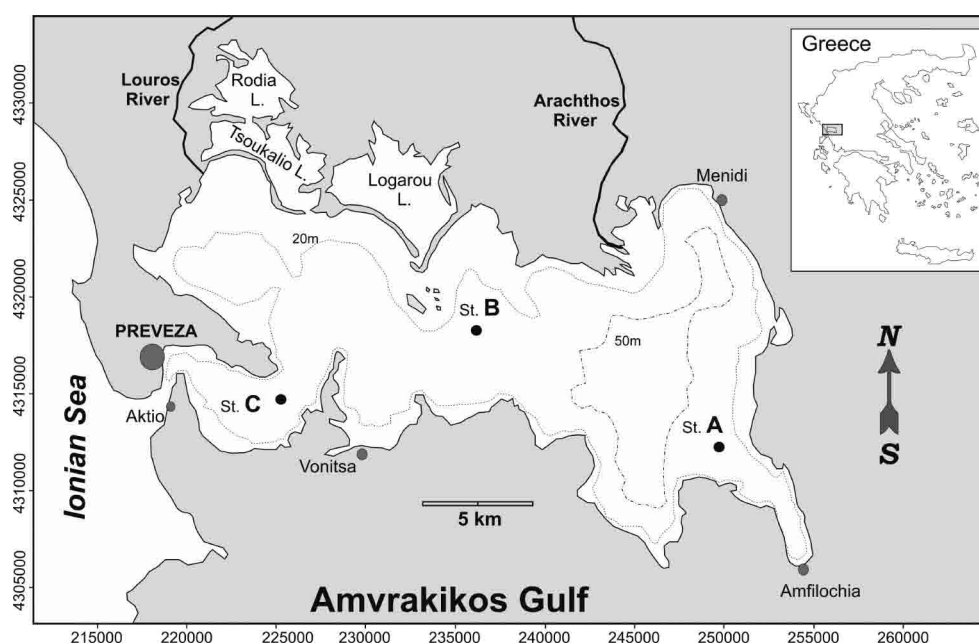 Greece
Louros
River
Rodia
L.
Tsoukalio L.
Logarou
L.
Arachthos
River
Menidi
20m
St. B
50m
PREVEZA
St. C
Aktio
Vonitsa
St. A
N
S
Ionian Sea
5 km
Amfilochia
Amvrakikos Gulf
4330000
4325000
4320000
4315000
4310000
4305000
215000 220000 225000 230000 235000 240000 245000 250000 255000 260000